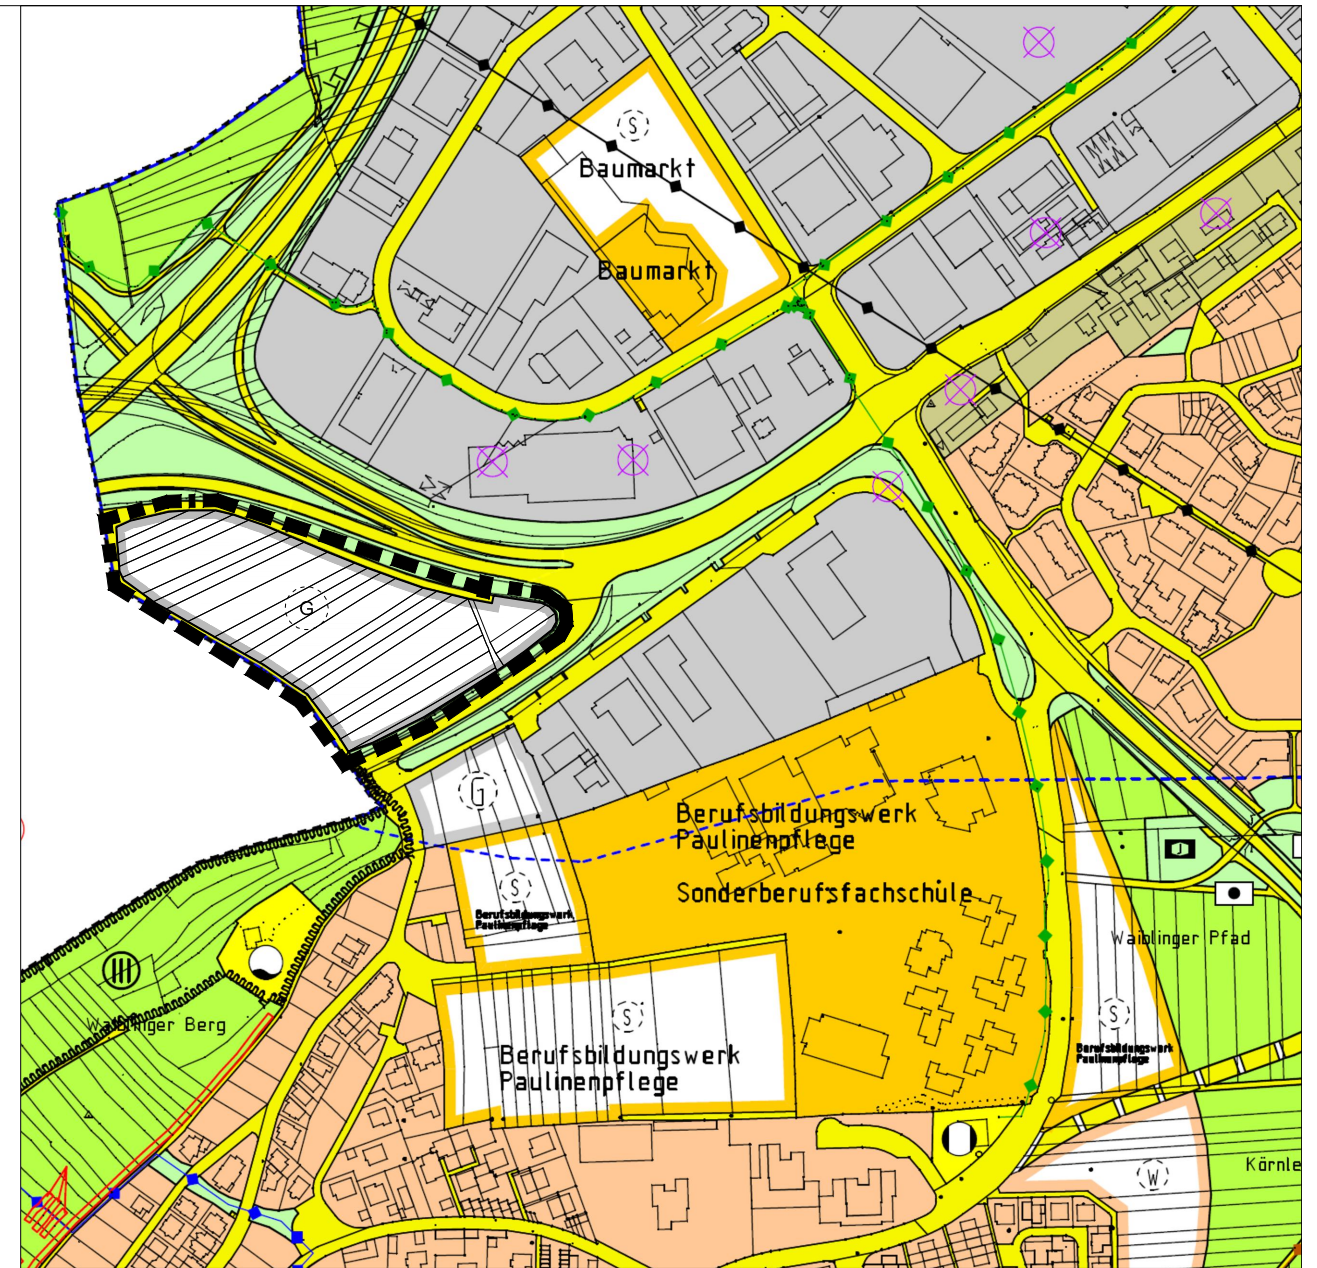 S
Baumarkt
Baumarkt
G
G
Berufsbildungswerk
Paulinenpflege
Sonderberufsfachschule
S
Berufsbildungswerk
Paulinenpflege
Waiblinger Pfad
S
Berufsbildungswerk
Paulinenpflege
S
Berufsbildungswerk
Paulinenpflege
Waiblinger Berg
W
Körnle